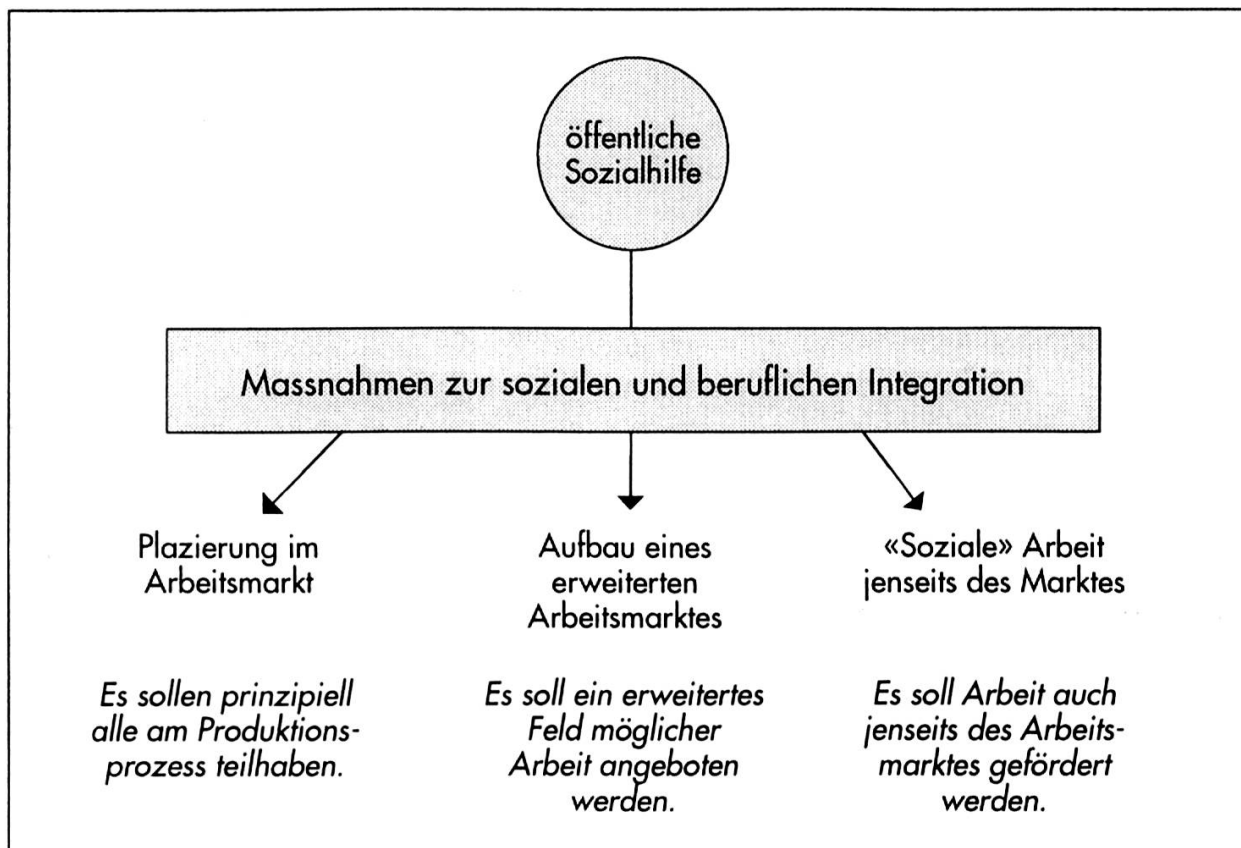 öffentliche
Sozialhilfe
Massnahmen zur sozialen und beruflichen Integration
Plazierung im
Arbeitsmarkt
Es sollen prinzipiell
alle am Produktions-
prozess teilhaben.
Aufbau eines
erweiterten
Arbeitsmarktes
Es soll ein erweitertes
Feld möglicher
Arbeit angeboten
werden.
«Soziale» Arbeit
jenseits des Marktes
Es soll Arbeit auch
jenseits des Arbeits-
marktes gefördert
werden.